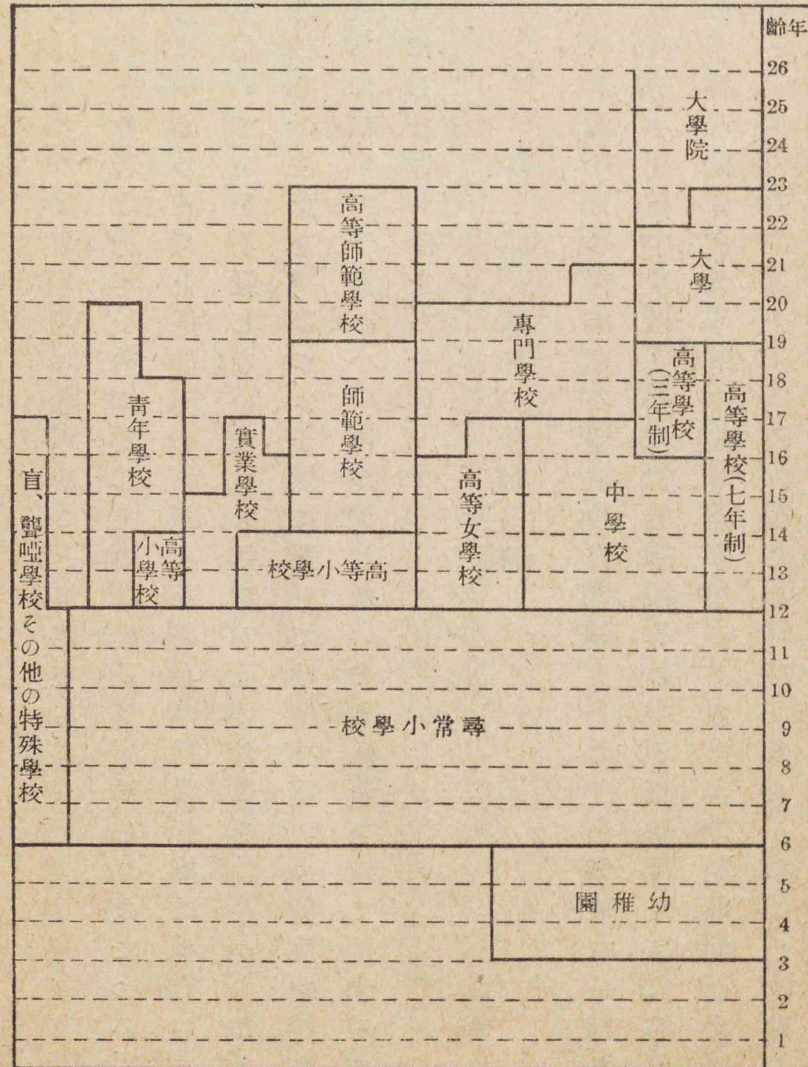 年齡
26
25
24
23
22
21
20
19
18
17
16
15
14
13
12
11
10
9
8
7
6
5
4
3
2
1
大學院
大學
高等學校(七年制)
高等學校
(三年制)
專門學校
中學校
高等女學校
高等師範學校
師範學校
高等小學校
實業學校
青年學校
高等
小學校
盲、聾啞學校その他の特殊學校
尋常小學校
幼稚園